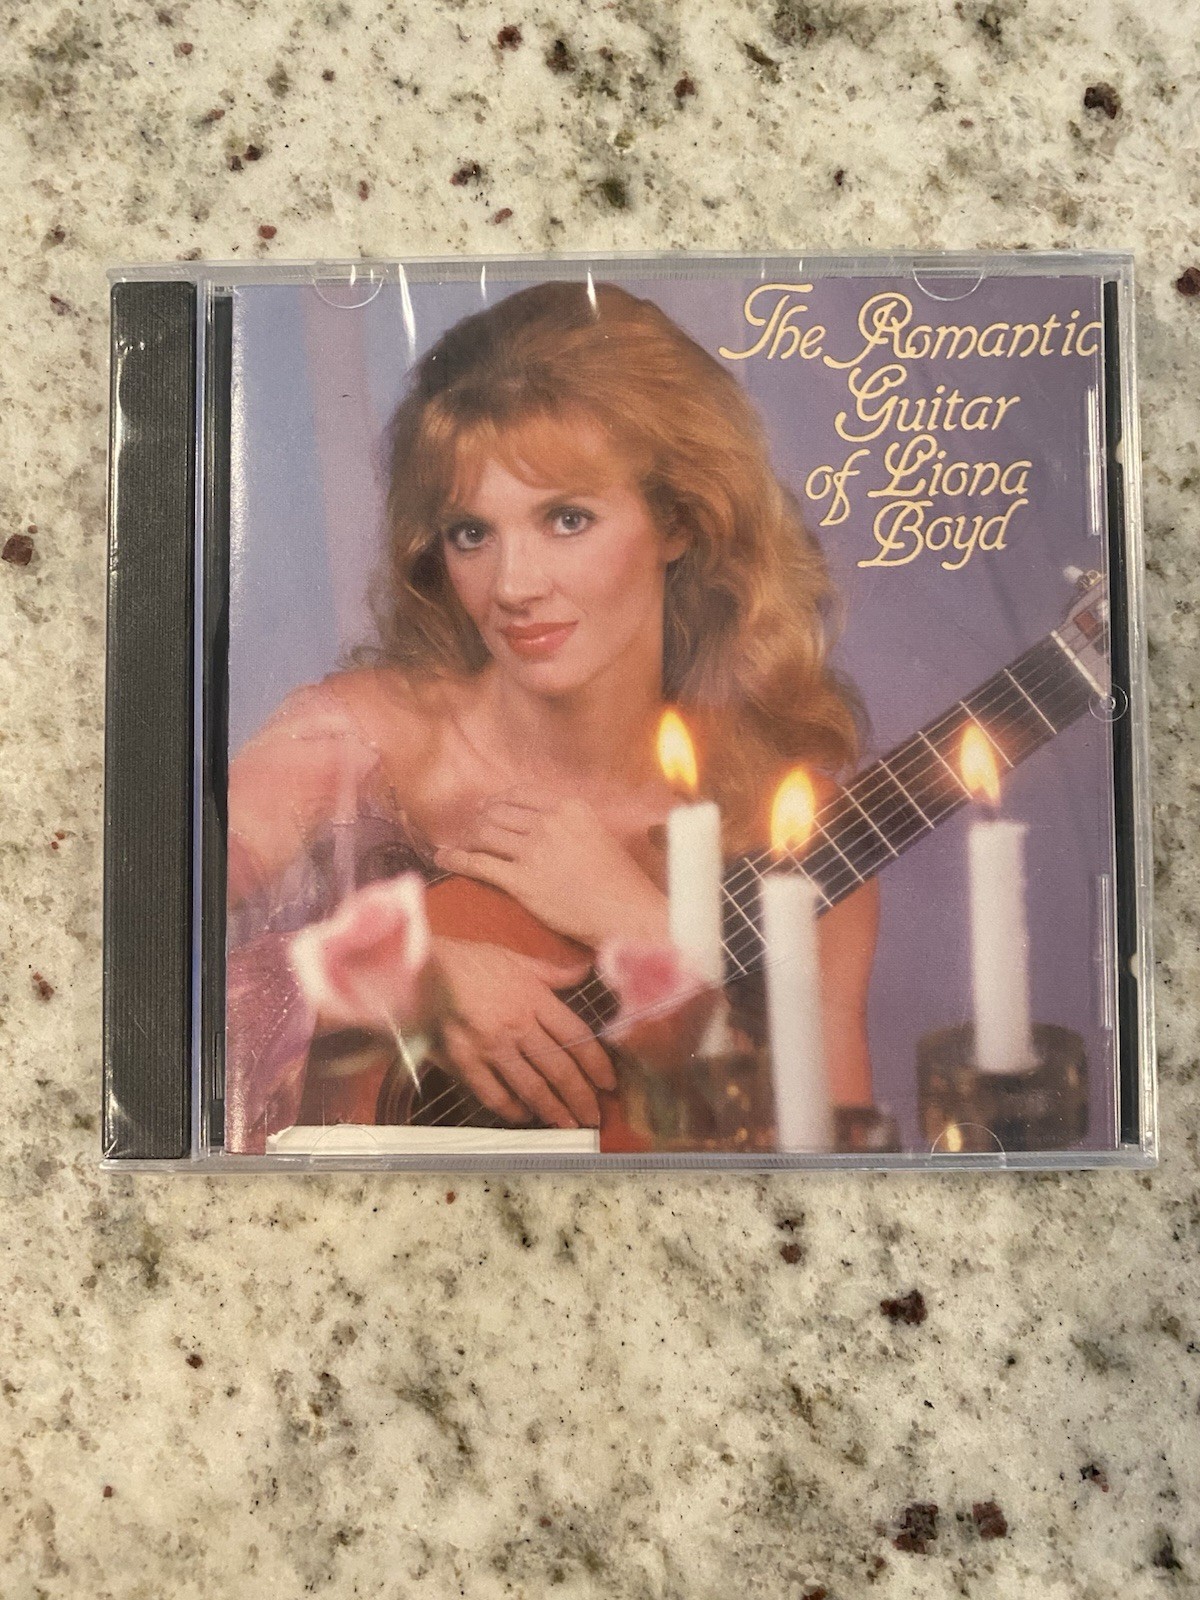 The Romantic
Guitar
of Liona
Boyd